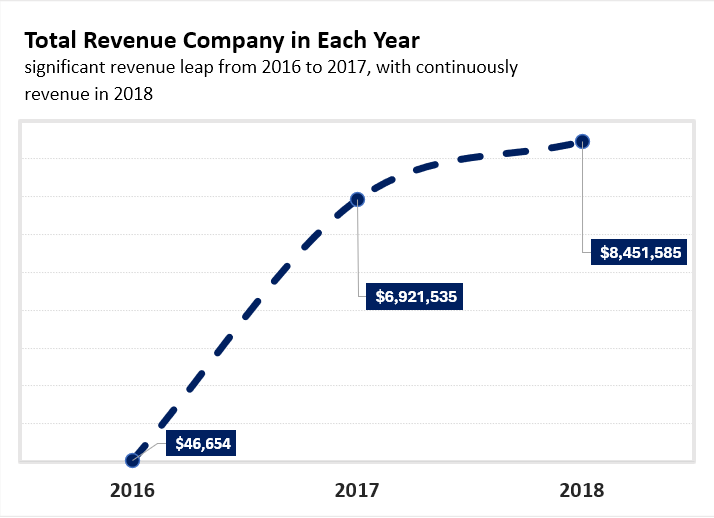 Total Revenue Company in Each Year
significant revenue leap from 2016 to 2017, with continuously
revenue in 2018
$8,451,585
$6,921,535
$46,654
2016 2017 2018